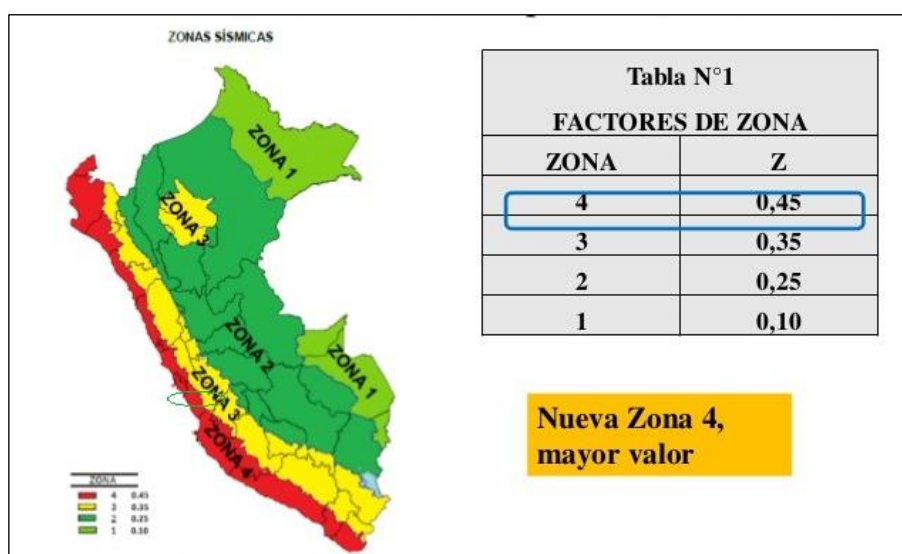 ZONAS SÍSMICAS
ZONA 1
ZONA 3
ZONA 2
ZONA 1
ZONA 3
ZONA 4
ZONA
4 0.45
3 0.35
2 0.25
1 0.10
Tabla N°1
FACTORES DE ZONA
ZONA Z
4 0,45
3 0,35
2 0,25
1 0,10
Nueva Zona 4,
mayor valor